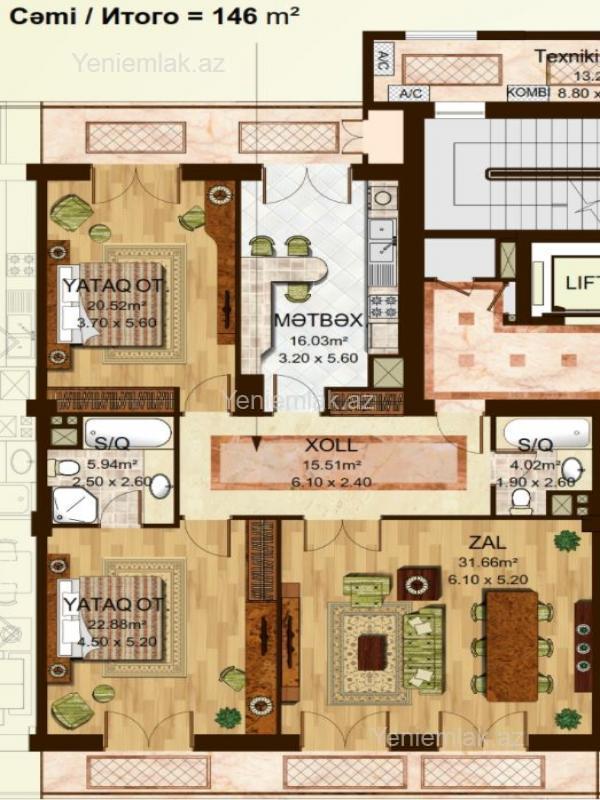 Cəmi / Итого = 146 m²
Yeniemlak.az
A/C
Texniki
13.2
A/C
KOMBI
8.80 x
LIFT
YATAQ OT.
20.52m²
3.70 x 5.60
MƏTBƏX
16.03m²
3.20 x 5.60
Yeniemlak.az
S/Q
5.94m²
2.50 x 2.60
XOLL
15.51m²
6.10 x 2.40
S/Q
4.02m²
1.90 x 2.60
ZAL
31.66m²
6.10 x 5.20
YATAQ OT.
22.88m²
4.50 x 5.20
Yeniemlak.az